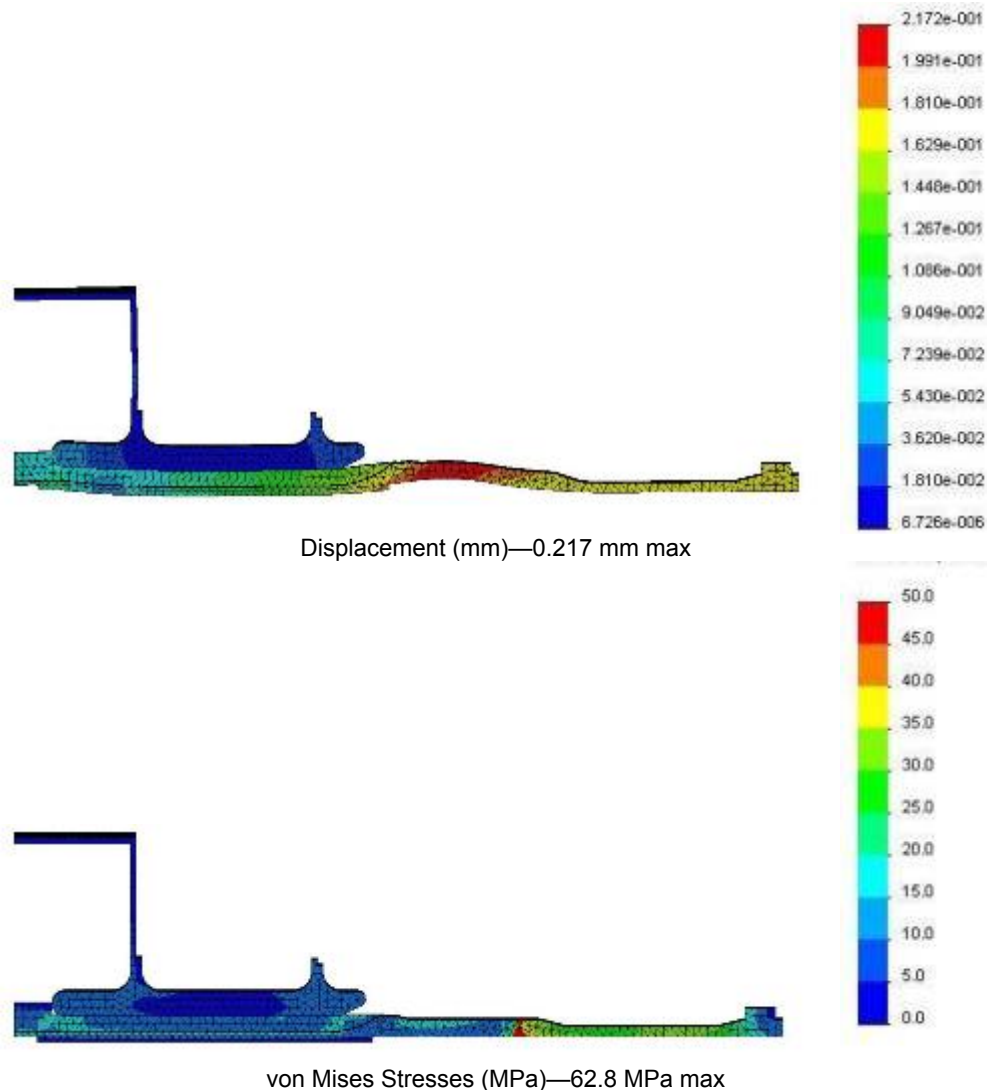 2.172e-001
1.991e-001
1.810e-001
1.629e-001
1.448e-001
1.267e-001
1.086e-001
9.049e-002
7.239e-002
5.430e-002
3.620e-002
1.810e-002
6.726e-006
Displacement (mm)—0.217 mm max
50.0
45.0
40.0
35.0
30.0
25.0
20.0
15.0
10.0
5.0
0.0
von Mises Stresses (MPa)—62.8 MPa max